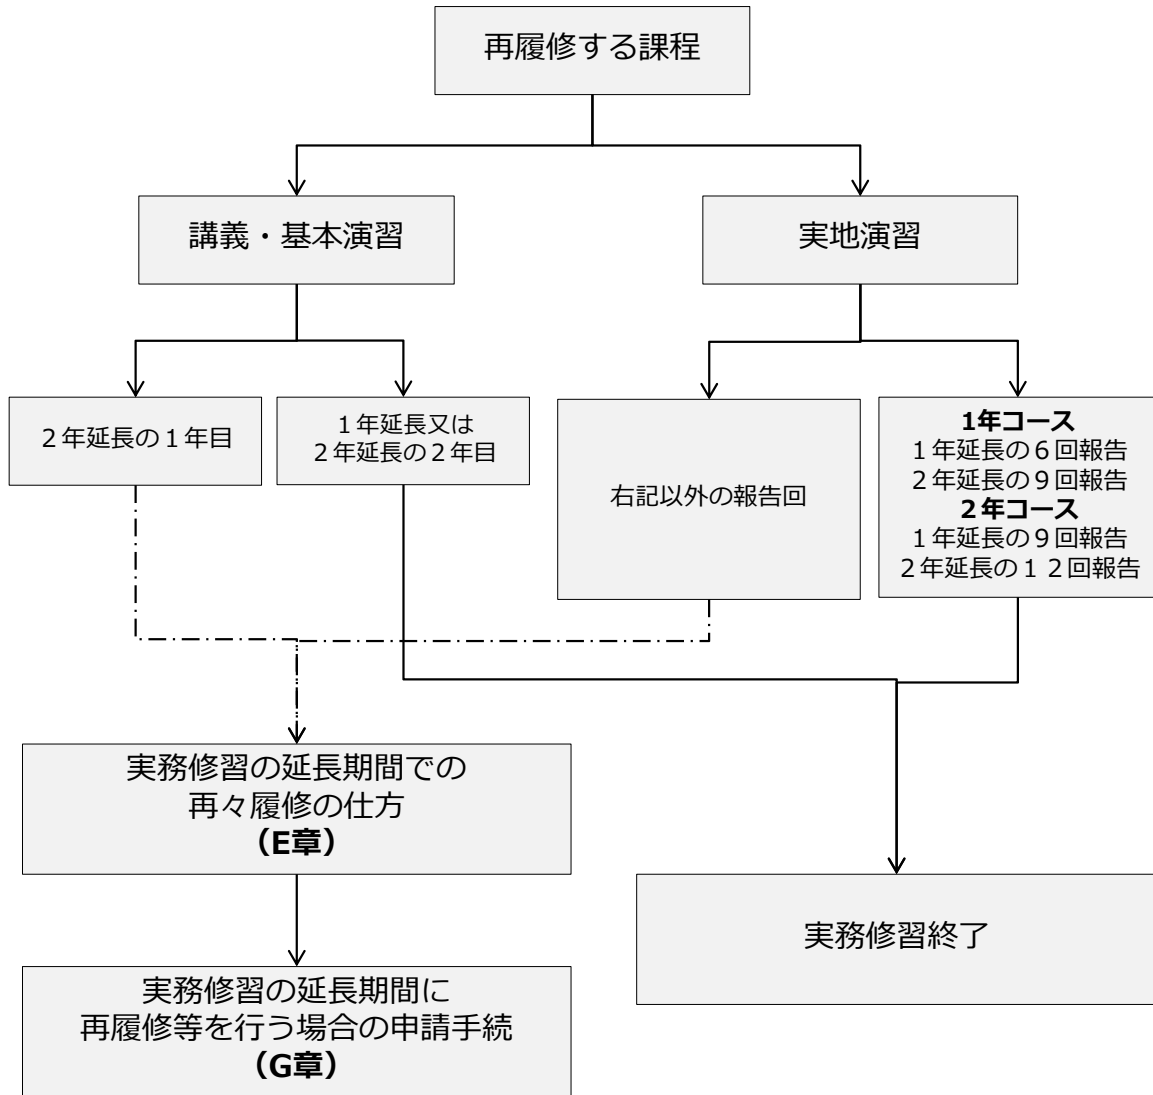 再履修する課程
講義・基本演習
実地演習
２年延長の１年目
１年延長又は
２年延長の２年目
右記以外の報告回
1年コース
１年延長の６回報告
２年延長の９回報告
２年コース
１年延長の９回報告
２年延長の１２回報告
実務修習の延長期間での
再々履修の仕方
（E章）
実務修習終了
実務修習の延長期間に
再履修等を行う場合の申請手続
（G章）